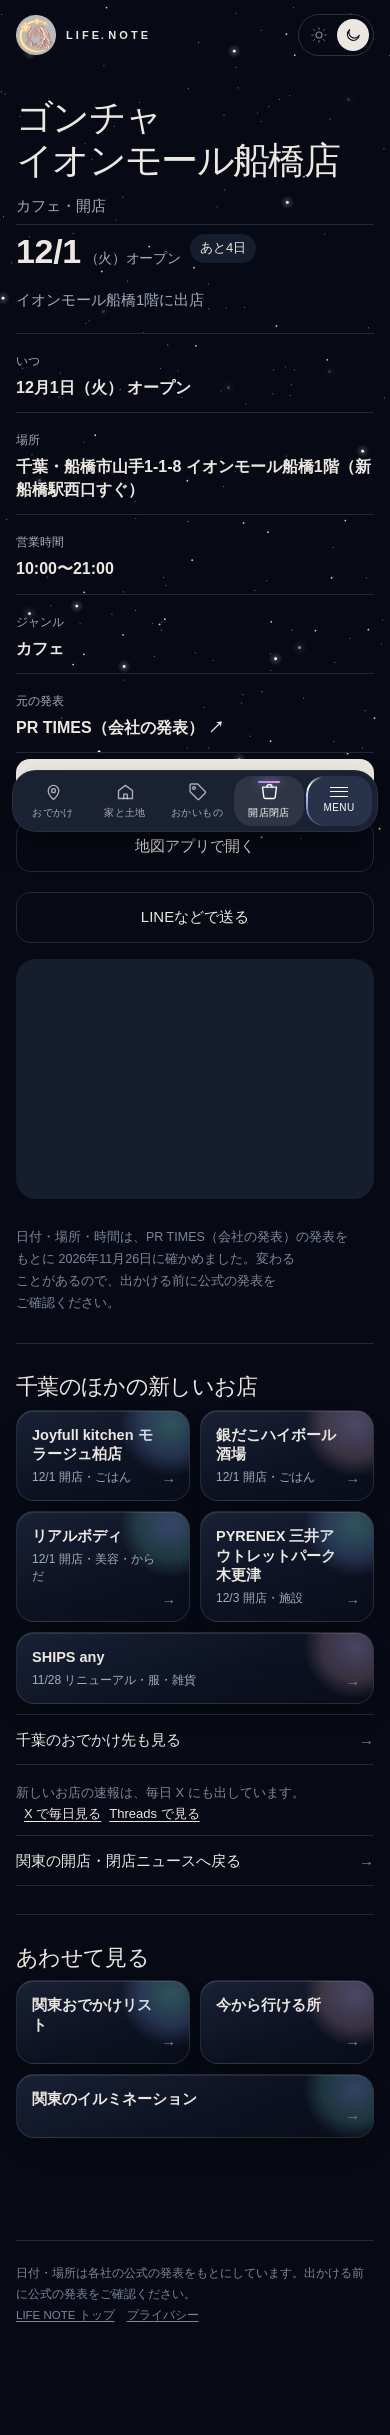 LIFE.NOTE
ゴンチャ
イオンモール船橋店
カフェ・開店
12/1 （火）オープン あと4日
イオンモール船橋1階に出店
いつ
12月1日（火） オープン
場所
千葉・船橋市山手1-1-8 イオンモール船橋1階（新
船橋駅西口すぐ）
営業時間
10:00〜21:00
ジャンル
カフェ
元の発表
PR TIMES（会社の発表） ↗
おでかけ 家と土地 おかいもの 開店閉店 MENU
地図アプリで開く
LINEなどで送る
日付・場所・時間は、PR TIMES（会社の発表）の発表を
もとに 2026年11月26日に確かめました。変わる
ことがあるので、出かける前に公式の発表を
ご確認ください。
千葉のほかの新しいお店
Joyfull kitchen モ
ラージュ柏店
12/1 開店・ごはん →
銀だこハイボール
酒場
12/1 開店・ごはん →
リアルボディ
12/1 開店・美容・から
だ
→
PYRENEX 三井ア
ウトレットパーク
木更津
12/3 開店・施設 →
SHIPS any
11/28 リニューアル・服・雑貨 →
千葉のおでかけ先も見る →
新しいお店の速報は、毎日 X にも出しています。
X で毎日見る Threads で見る
関東の開店・閉店ニュースへ戻る →
あわせて見る
関東おでかけリス
ト
→
今から行ける所
→
関東のイルミネーション
→
日付・場所は各社の公式の発表をもとにしています。出かける前
に公式の発表をご確認ください。
LIFE NOTE トップ プライバシー